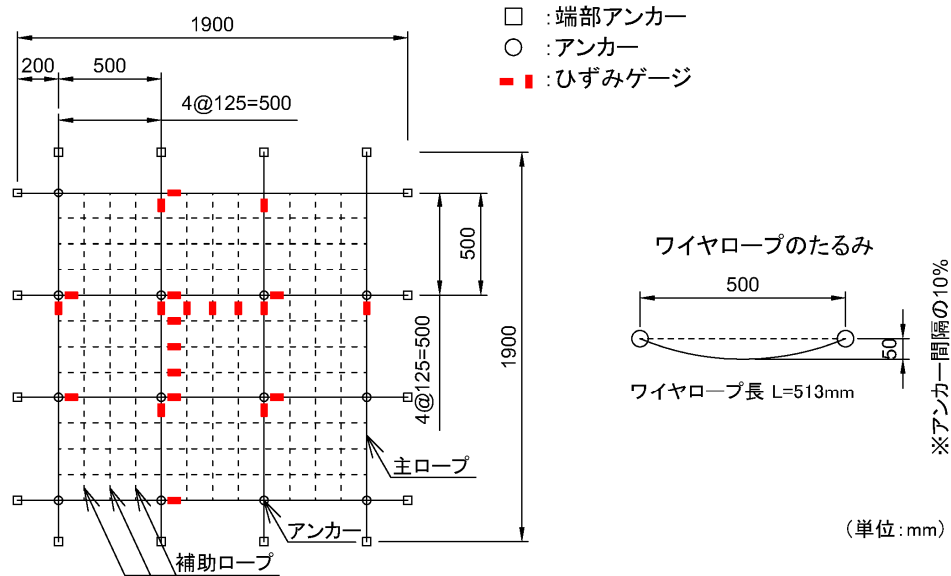 1900
200
500
4@125=500
：端部アンカー
：アンカー
：ひずみゲージ
500
4@125=500
1900
主ロープ
アンカー
補助ロープ
ワイヤロープのたるみ
500
50
ワイヤロープ長 L=513mm
※アンカー間隔の10%
（単位：mm）